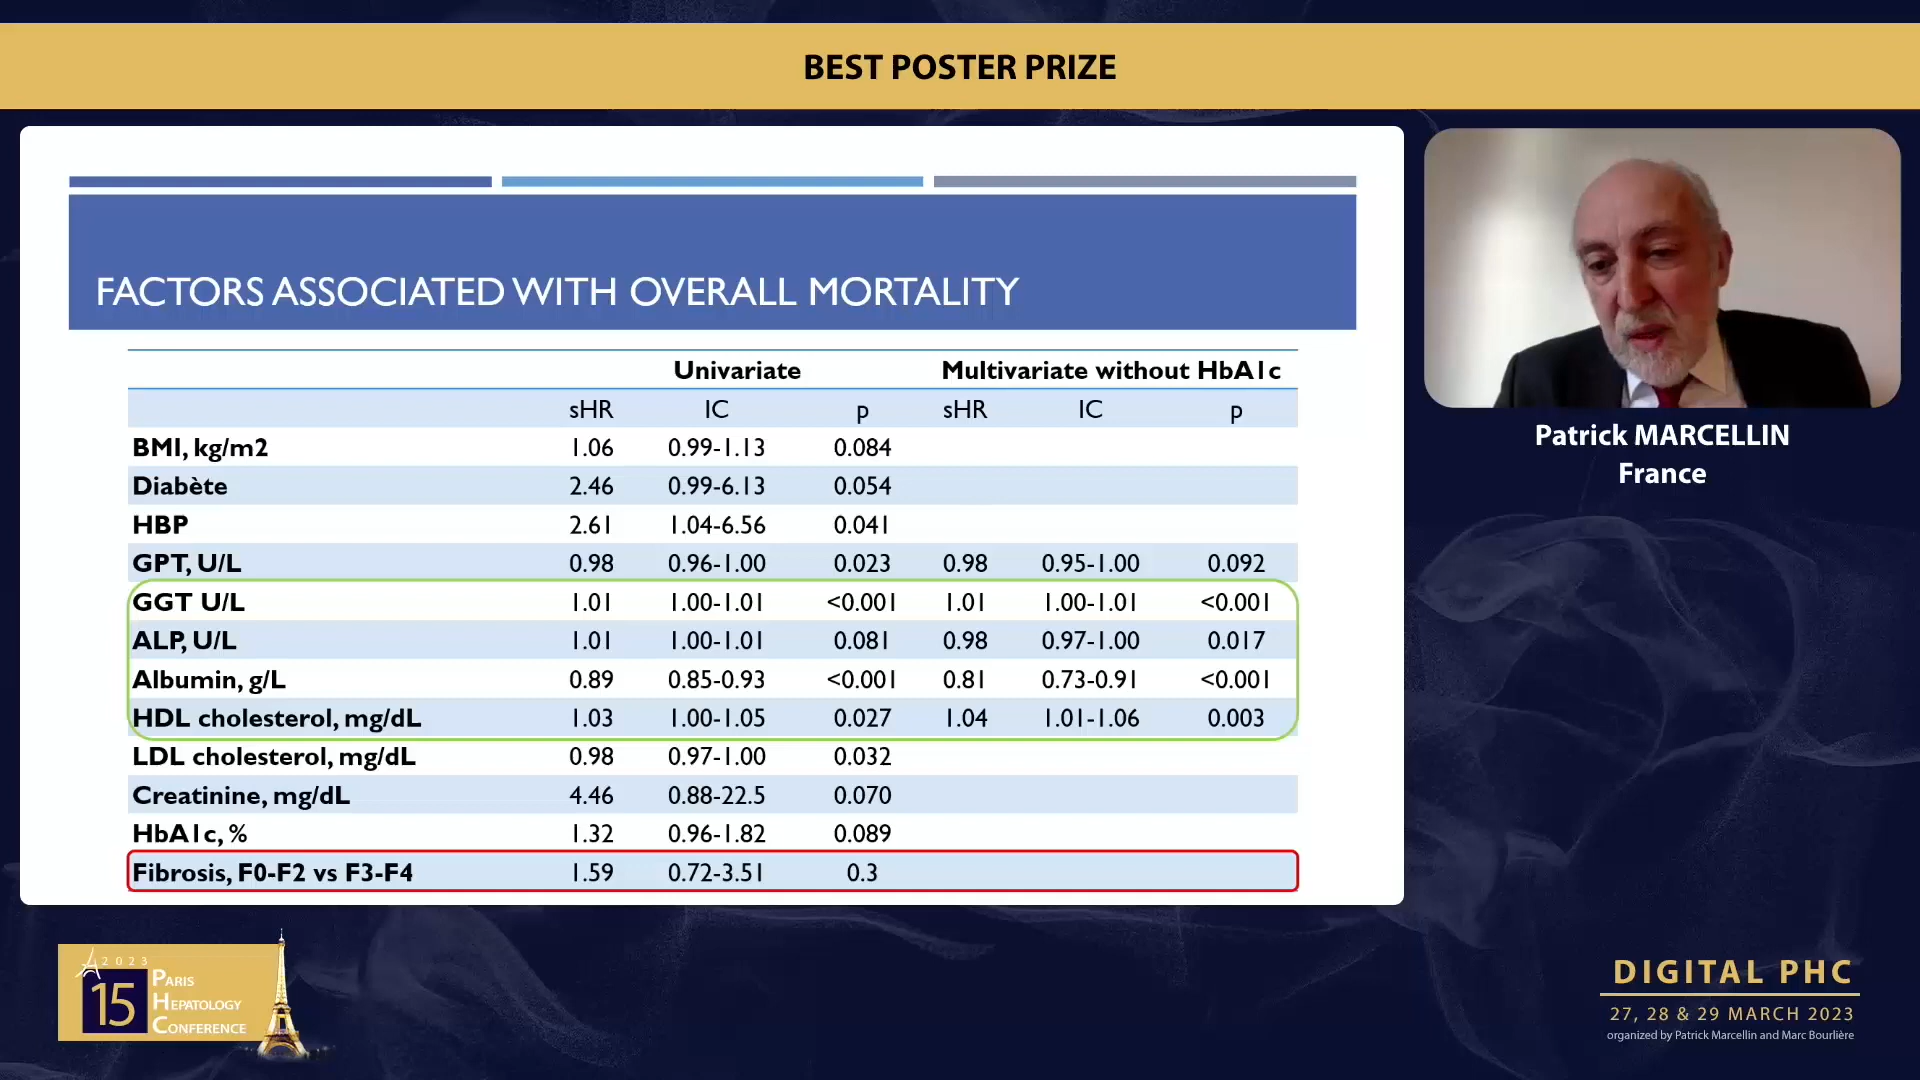 BEST POSTER PRIZE
FACTORS ASSOCIATED WITH OVERALL MORTALITY
Univariate Multivariate without HbA1c
sHR IC p sHR IC p
BMI, kg/m2 1.06 0.99-1.13 0.084
Diabète 2.46 0.99-6.13 0.054
HBP 2.61 1.04-6.56 0.041
GPT, U/L 0.98 0.96-1.00 0.023 0.98 0.95-1.00 0.092
GGT U/L 1.01 1.00-1.01 <0.001 1.01 1.00-1.01 <0.001
ALP, U/L 1.01 1.00-1.01 0.081 0.98 0.97-1.00 0.017
Albumin, g/L 0.89 0.85-0.93 <0.001 0.81 0.73-0.91 <0.001
HDL cholesterol, mg/dL 1.03 1.00-1.05 0.027 1.04 1.01-1.06 0.003
LDL cholesterol, mg/dL 0.98 0.97-1.00 0.032
Creatinine, mg/dL 4.46 0.88-22.5 0.070
HbA1c, % 1.32 0.96-1.82 0.089
Fibrosis, F0-F2 vs F3-F4 1.59 0.72-3.51 0.3
Patrick MARCELLIN
France
2023
15
PARIS
HEPATOLOGY
CONFERENCE
DIGITAL PHC
27, 28 & 29 MARCH 2023
organized by Patrick Marcellin and Marc Bourlière